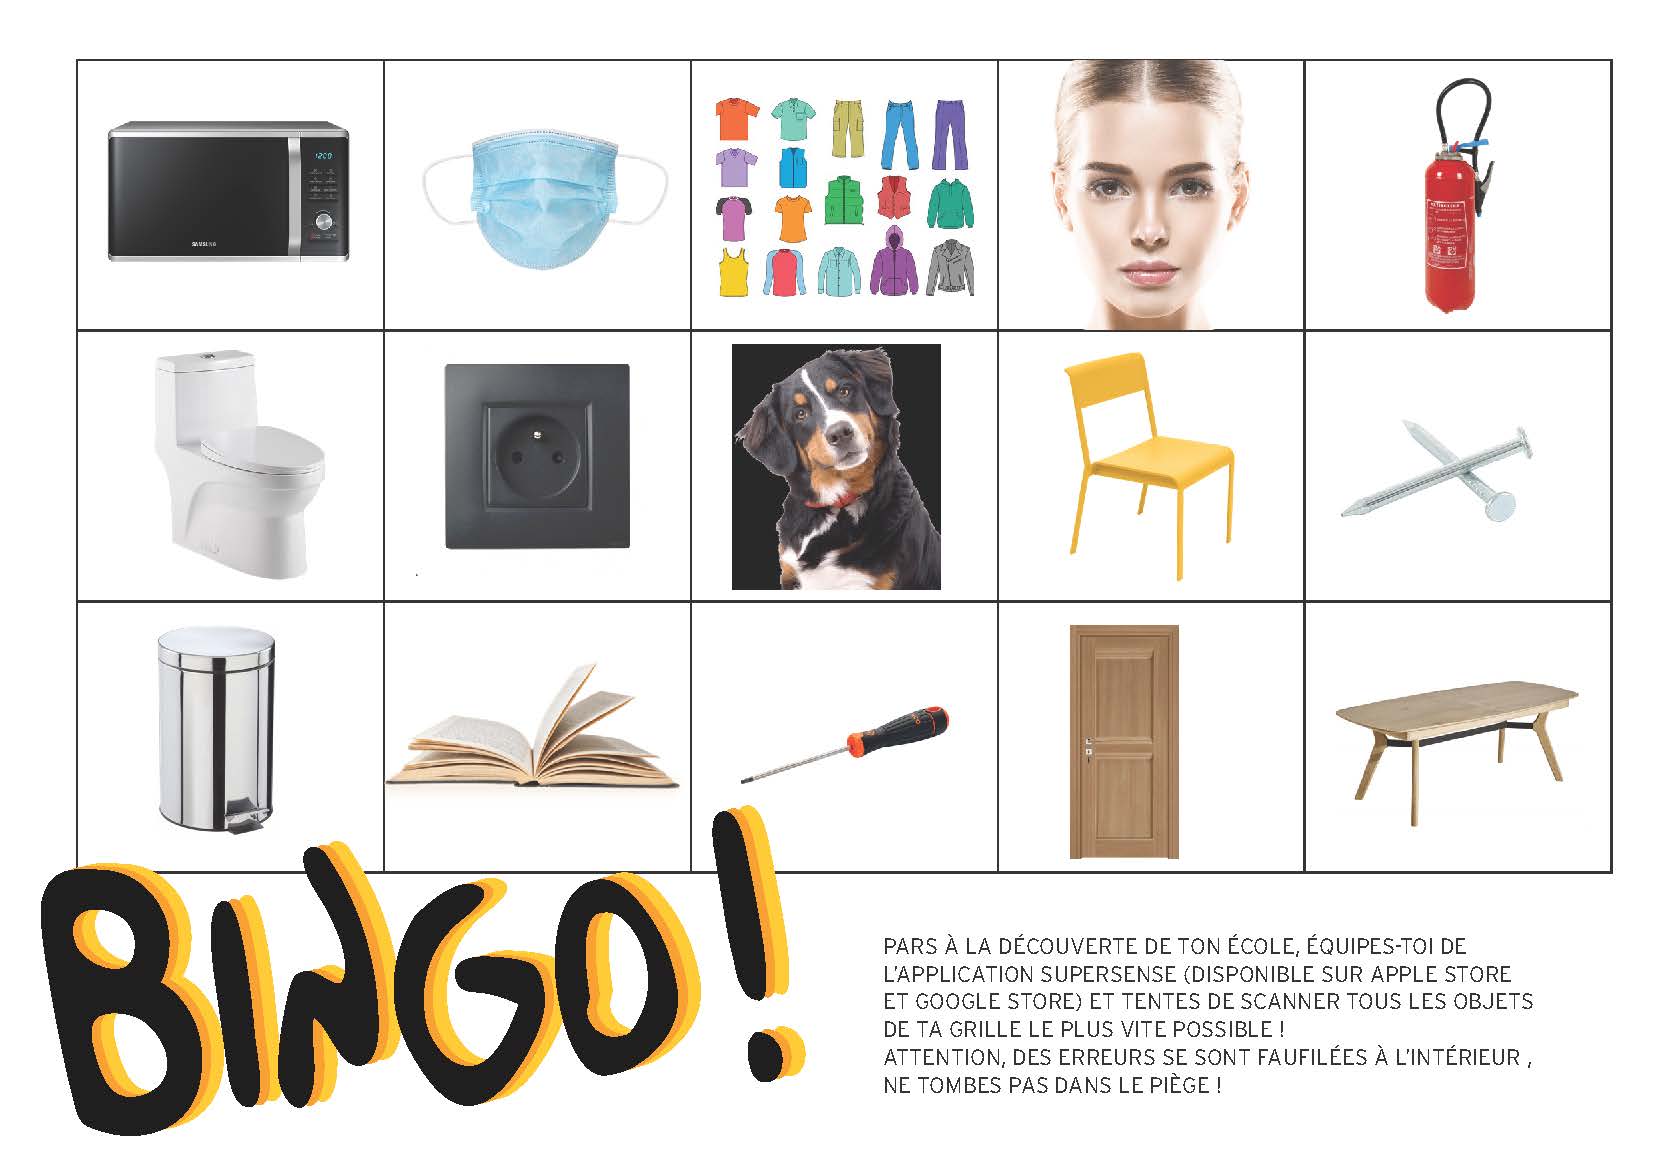 1200
SAMSUNG
BINGO!
PARS À LA DÉCOUVERTE DE TON ÉCOLE, ÉQUIPES-TOI DE
L'APPLICATION SUPERSENSE (DISPONIBLE SUR APPLE STORE
ET GOOGLE STORE) ET TENTES DE SCANNER TOUS LES OBJETS
DE TA GRILLE LE PLUS VITE POSSIBLE !
ATTENTION, DES ERREURS SE SONT FAUFILÉES À L'INTÉRIEUR ,
NE TOMBES PAS DANS LE PIÈGE !